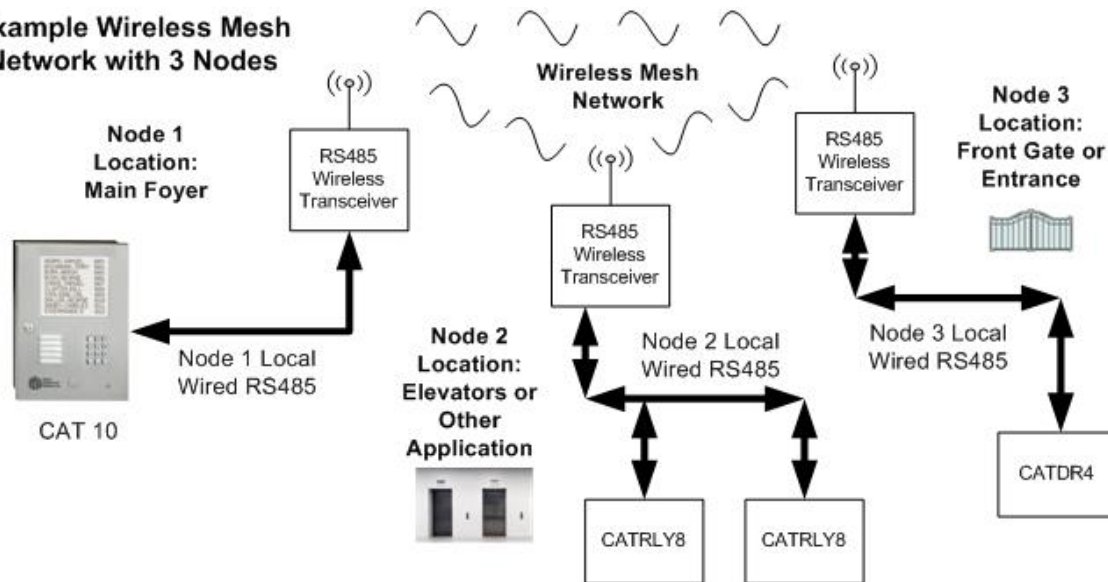 xample Wireless Mesh
Network with 3 Nodes
Wireless Mesh
Network
Node 1
Location:
Main Foyer
RS485
Wireless
Transceiver
RS485
Wireless
Transceiver
RS485
Wireless
Transceiver
Node 3
Location:
Front Gate or
Entrance
Node 1 Local
Wired RS485
CAT 10
Node 2
Location:
Elevators or
Other
Application
Node 2 Local
Wired RS485
Node 3 Local
Wired RS485
CATRLY8
CATRLY8
CATDR4